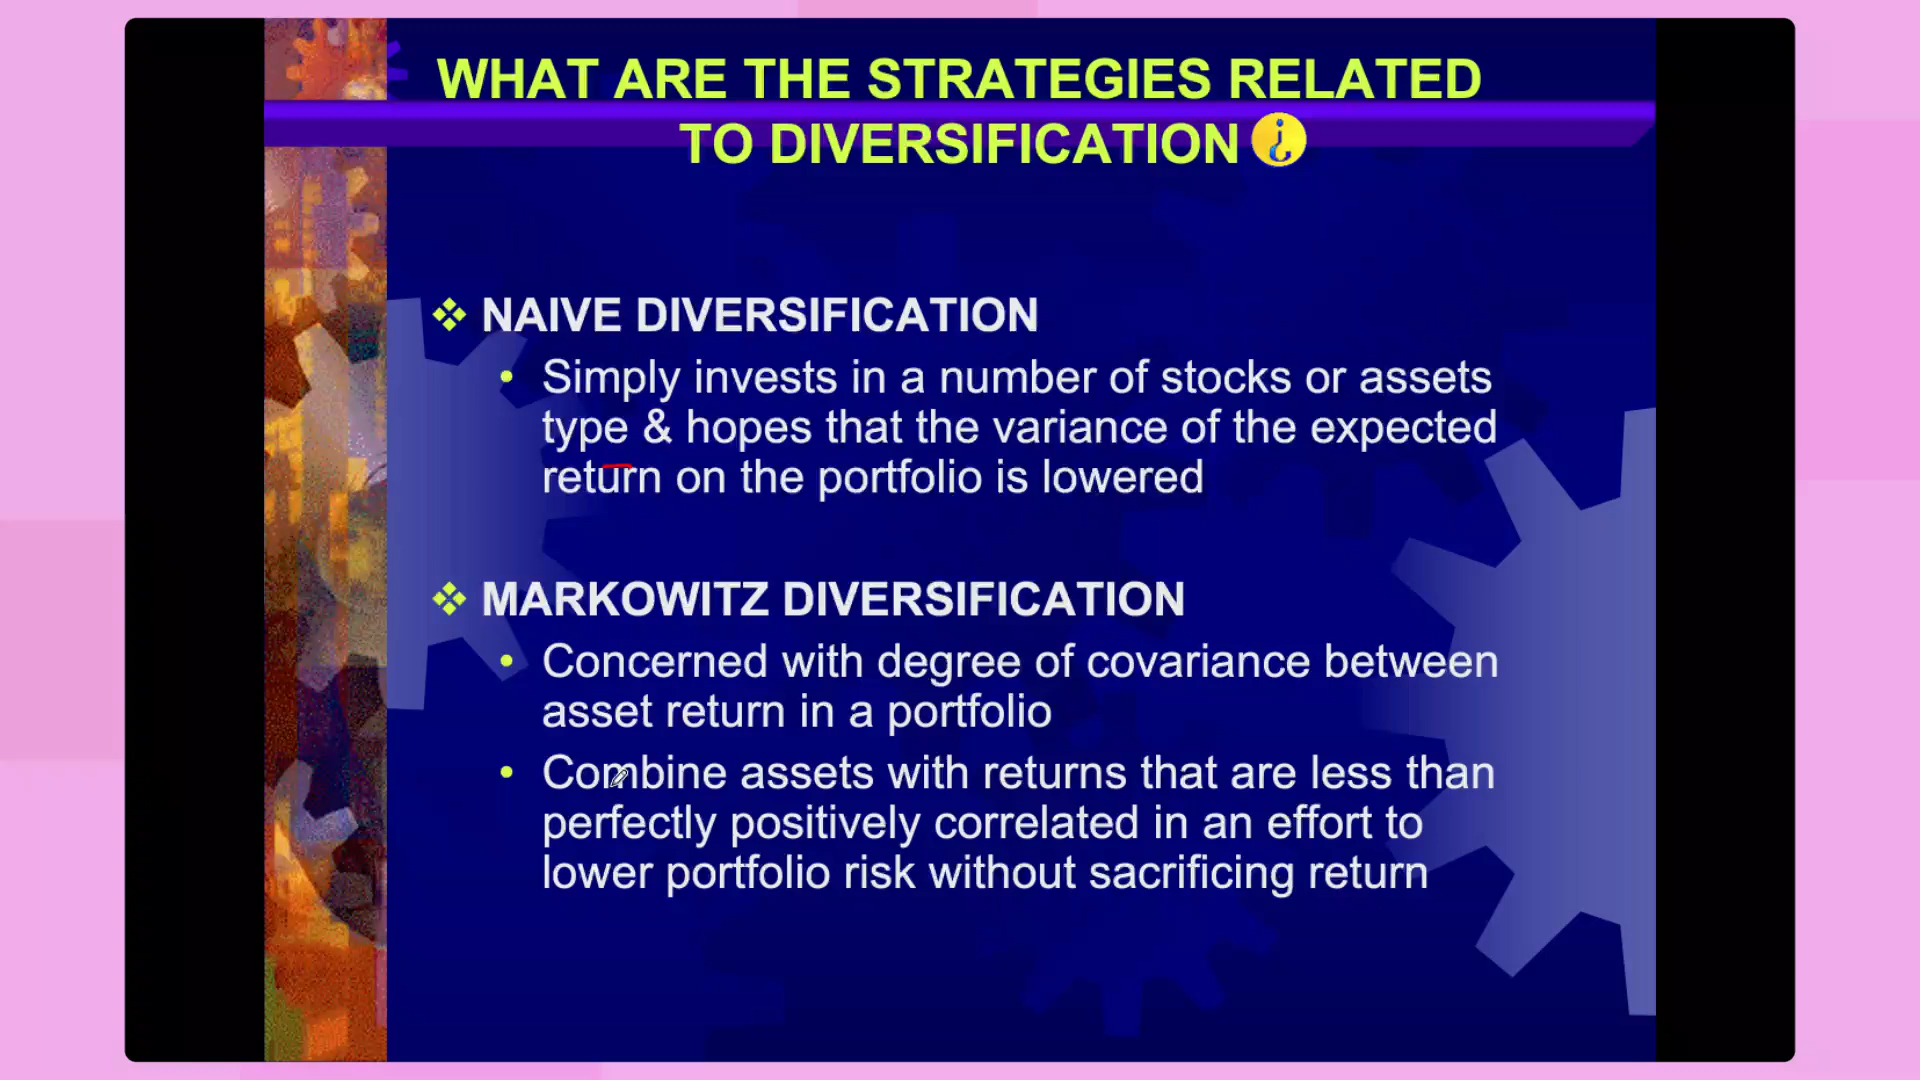 WHAT ARE THE STRATEGIES RELATED
TO DIVERSIFICATION ¿
NAIVE DIVERSIFICATION
Simply invests in a number of stocks or assets
type & hopes that the variance of the expected
return on the portfolio is lowered
MARKOWITZ DIVERSIFICATION
Concerned with degree of covariance between
asset return in a portfolio
Combine assets with returns that are less than
perfectly positively correlated in an effort to
lower portfolio risk without sacrificing return